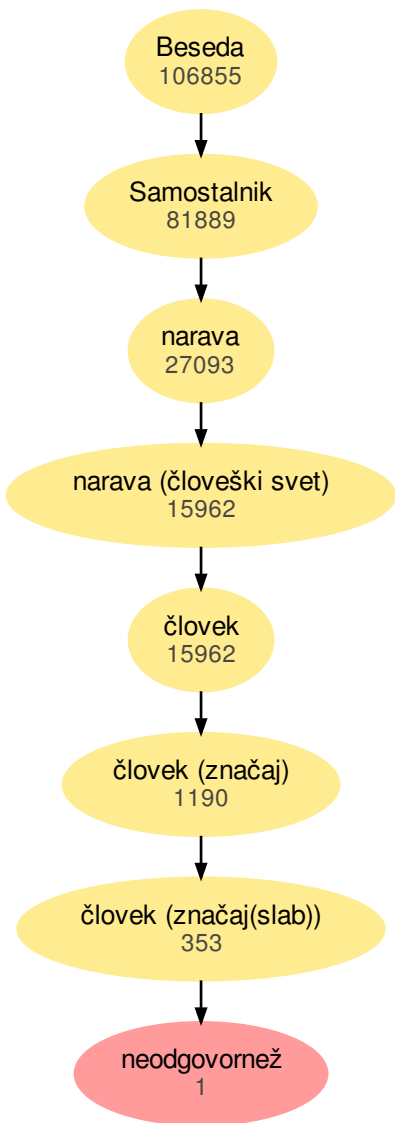 Beseda
106855
Samostalnik
81889
narava
27093
narava (človeški svet)
15962
človek
15962
človek (značaj)
1190
človek (značaj(slab))
353
neodgovornež
1